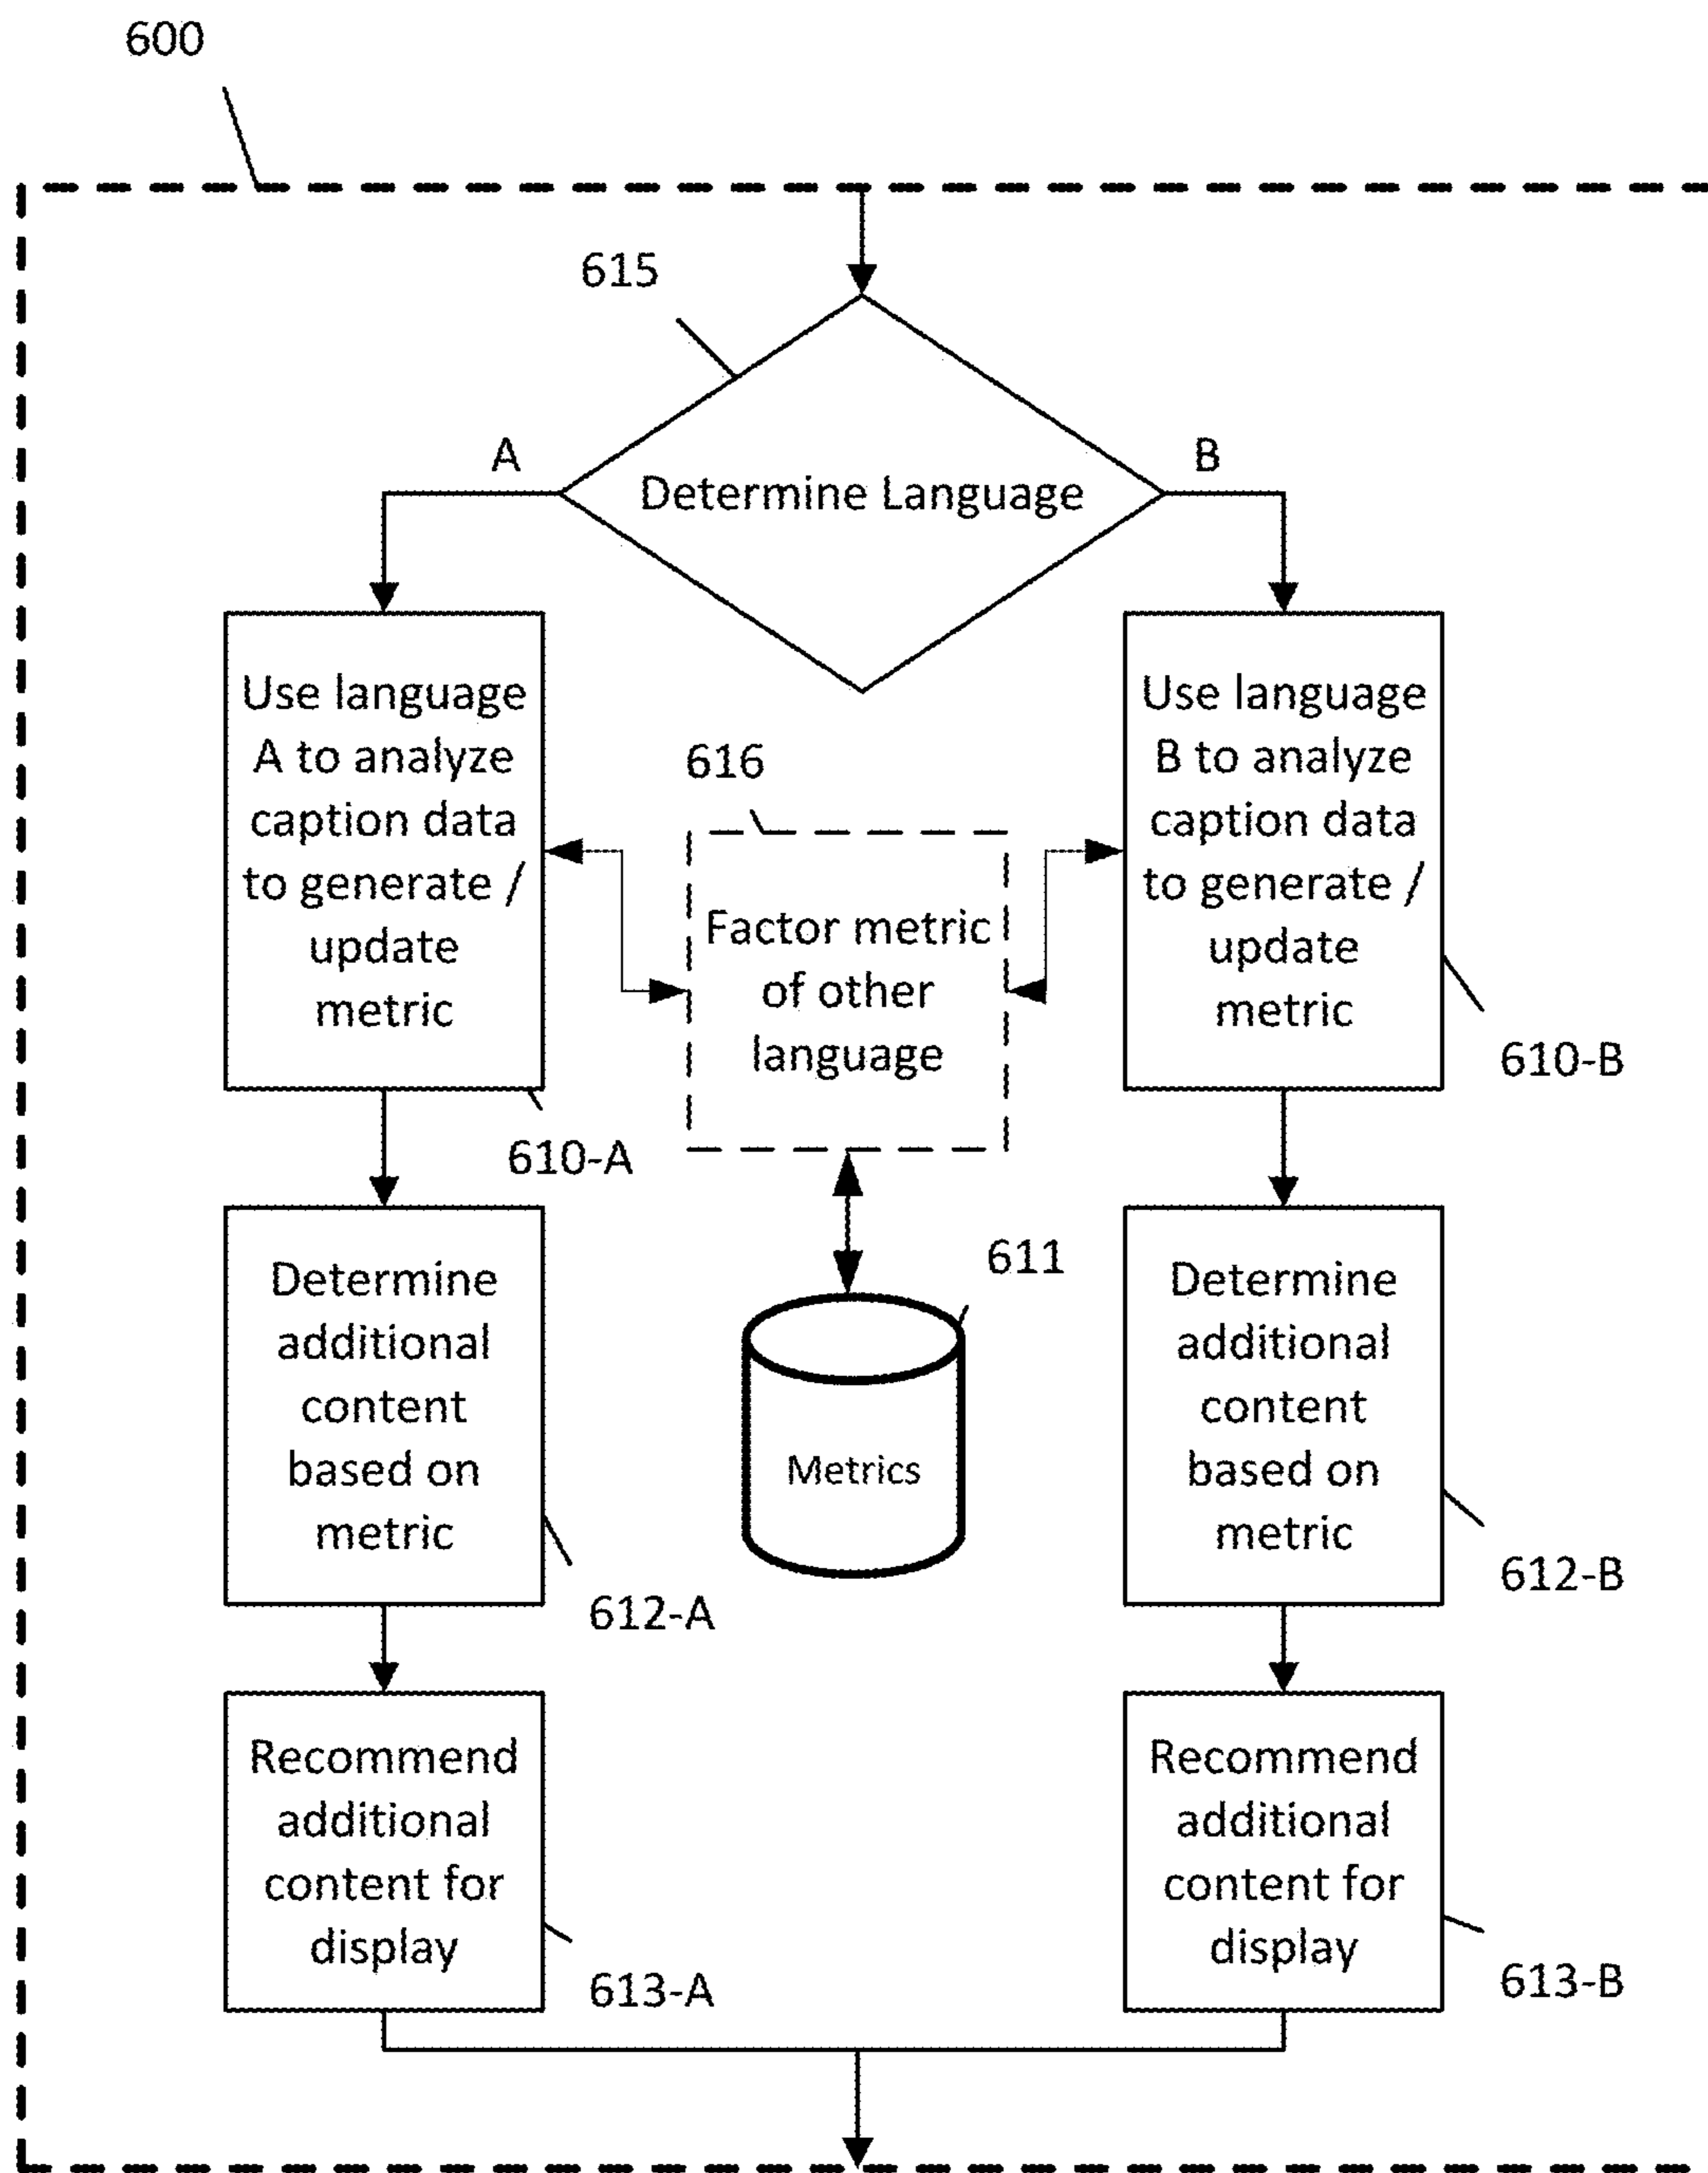 600
615
A
B
Determine Language
Use language
A to analyze
caption data
to generate /
update
metric
610-A
616
Factor metric
of other
language
Use language
B to analyze
caption data
to generate /
update
metric
610-B
Determine
additional
content
based on
metric
612-A
611
Metrics
Determine
additional
content
based on
metric
612-B
Recommend
additional
content for
display
613-A
Recommend
additional
content for
display
613-B